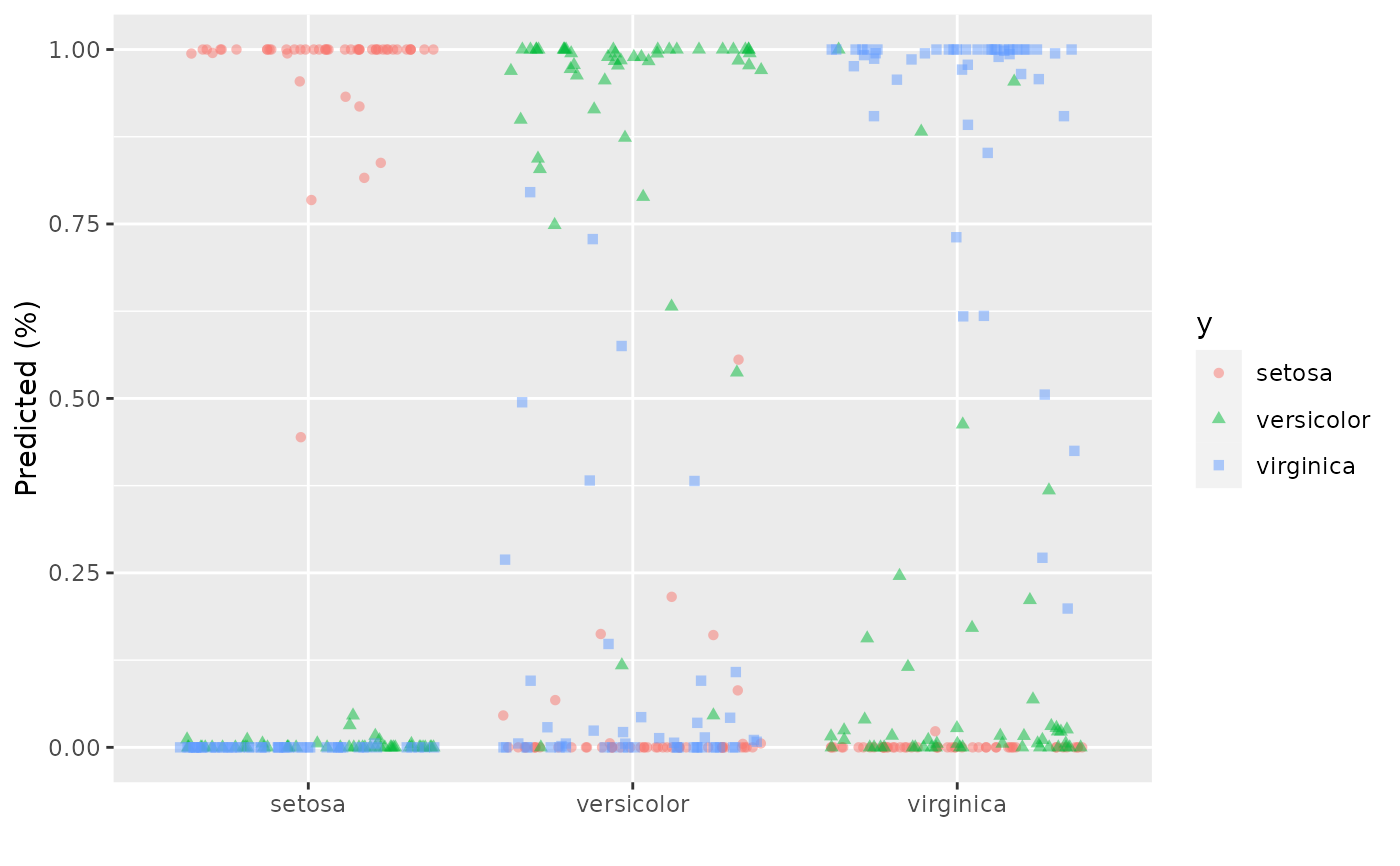 1.00
0.75
0.50
0.25
0.00
Predicted (%)
setosa
versicolor
virginica
y
setosa
versicolor
virginica